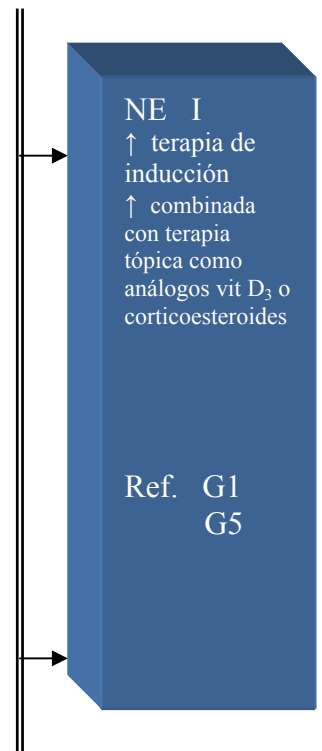 NE I
↑ terapia de
inducción
↑ combinada
con terapia
tópica como
análogos vit D₃ o
corticoesteroides
Ref. G1
G5